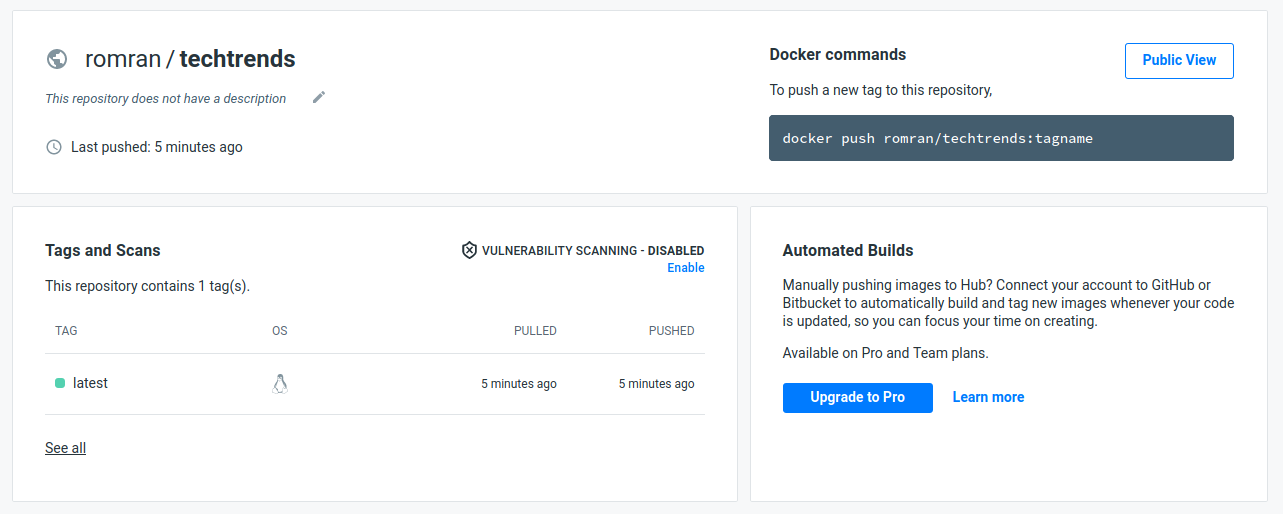 romran / techtrends
This repository does not have a description
Last pushed: 5 minutes ago
Docker commands
Public View
To push a new tag to this repository,
docker push romran/techtrends:tagname
Tags and Scans
VULNERABILITY SCANNING - DISABLED
Enable
This repository contains 1 tag(s).
TAG OS PULLED PUSHED
latest 5 minutes ago 5 minutes ago
See all
Automated Builds
Manually pushing images to Hub? Connect your account to GitHub or
Bitbucket to automatically build and tag new images whenever your code
is updated, so you can focus your time on creating.
Available on Pro and Team plans.
Upgrade to Pro Learn more